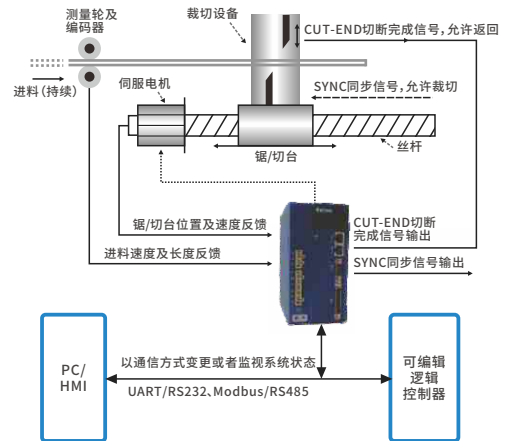 测量轮及
编码器
裁切设备
CUT-END切断完成信号,允许返回
进料(持续)
伺服电机
SYNC同步信号,允许裁切
锯/切台
丝杆
锯/切台位置及速度反馈
CUT-END切断
完成信号输出
进料速度及长度反馈
SYNC同步信号输出
PC/
HMI
以通信方式变更或者监视系统状态
UART/RS232、Modbus/RS485
可编辑
逻辑
控制器